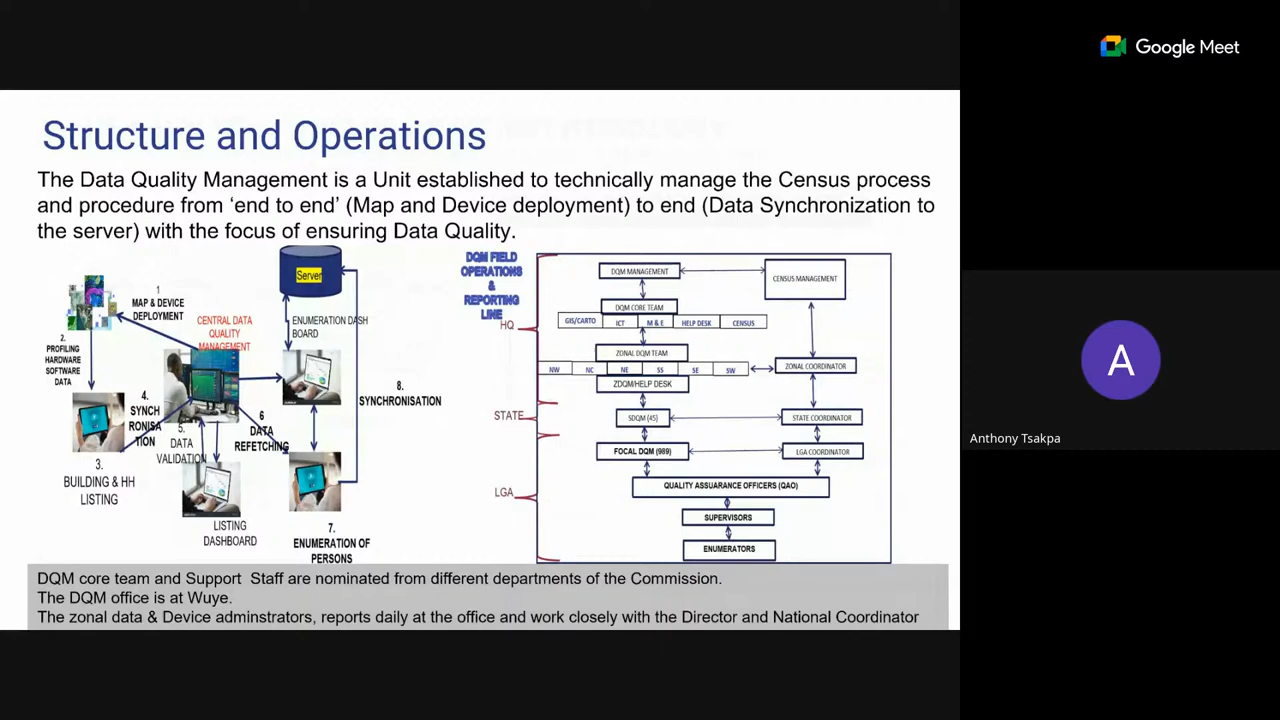 Google Meet
Structure and Operations
The Data Quality Management is a Unit established to technically manage the Census process
and procedure from ‘end to end’ (Map and Device deployment) to end (Data Synchronization to
the server) with the focus of ensuring Data Quality.
Server
1
MAP & DEVICE
DEPLOYMENT
CENTRAL DATA
QUALITY
MANAGEMENT
ENUMERATION DASH
BOARD
2.
PROFILING
HARDWARE
SOFTWARE
DATA
4.
SYNCH
RONISA
TION
5.
DATA
VALIDATION
6
DATA
REFETCHING
8.
SYNCHRONISATION
3.
BUILDING & HH
LISTING
LISTING
DASHBOARD
7.
ENUMERATION OF
PERSONS
DQM FIELD
OPERATIONS
&
REPORTING
LINE
HQ
STATE
LGA
DQM MANAGEMENT
CENSUS MANAGEMENT
DQM CORE TEAM
GIS/CARTO
ICT
M & E
HELP DESK
CENSUS
ZONAL DQM TEAM
NW
NC
NE
SS
SE
SW
ZONAL COORDINATOR
ZDQM/HELP DESK
SDQM (45)
STATE COORDINATOR
FOCAL DQM (989)
LGA COORDINATOR
QUALITY ASSUARANCE OFFICERS (QAO)
SUPERVISORS
ENUMERATORS
DQM core team and Support Staff are nominated from different departments of the Commission.
The DQM office is at Wuye.
The zonal data & Device adminstrators, reports daily at the office and work closely with the Director and National Coordinator
A
Anthony Tsakpa